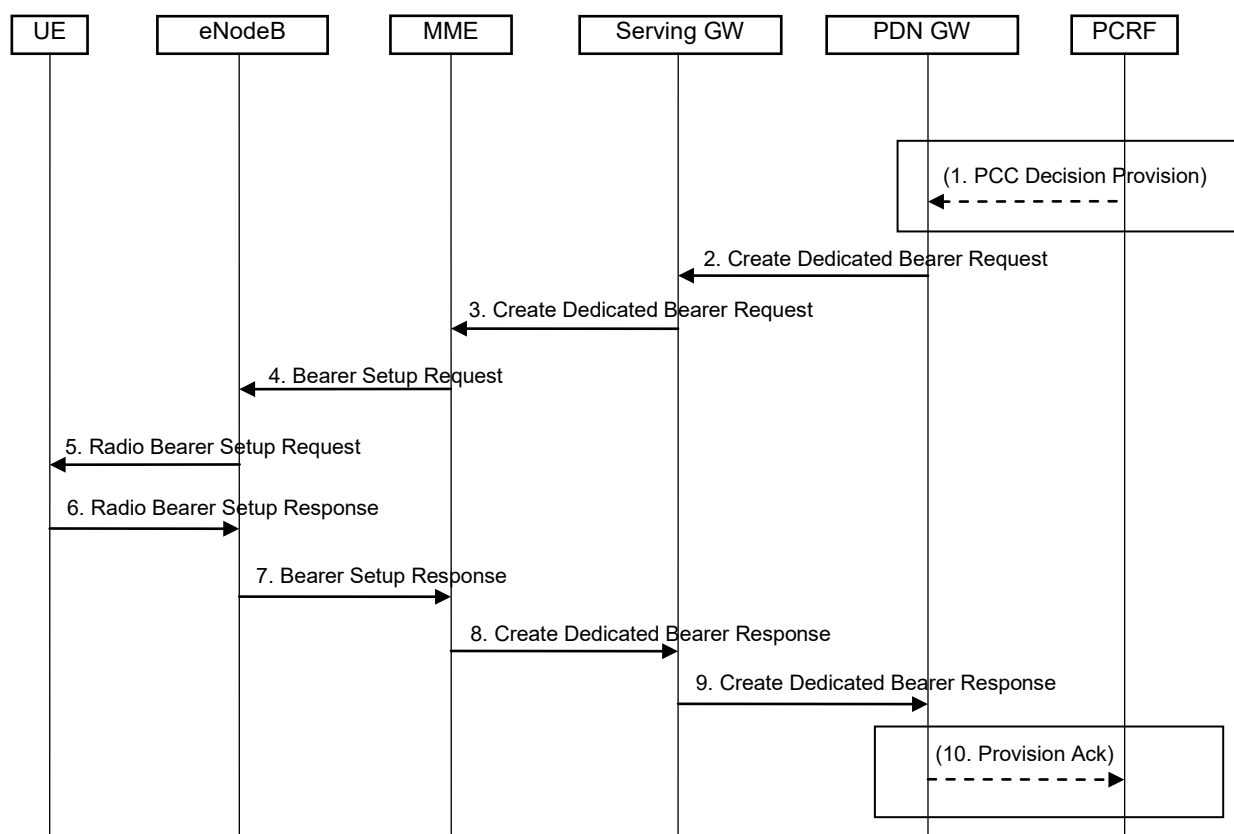 UE
eNodeB
MME
Serving GW
PDN GW
PCRF
(1. PCC Decision Provision)
2. Create Dedicated Bearer Request
3. Create Dedicated Bearer Request
4. Bearer Setup Request
5. Radio Bearer Setup Request
6. Radio Bearer Setup Response
7. Bearer Setup Response
8. Create Dedicated Bearer Response
9. Create Dedicated Bearer Response
(10. Provision Ack)